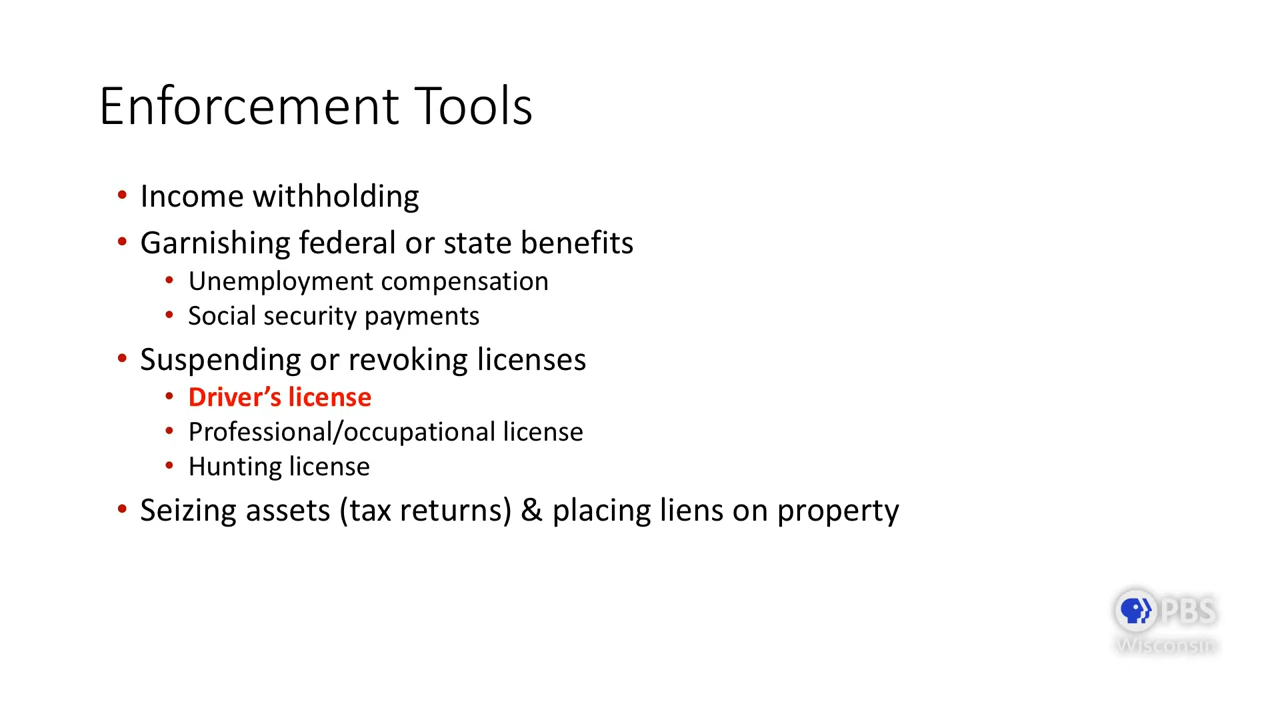 Enforcement Tools
• Income withholding
• Garnishing federal or state benefits
• Unemployment compensation
• Social security payments
• Suspending or revoking licenses
• Driver’s license
• Professional/occupational license
• Hunting license
• Seizing assets (tax returns) & placing liens on property
PBS
Wisconsin